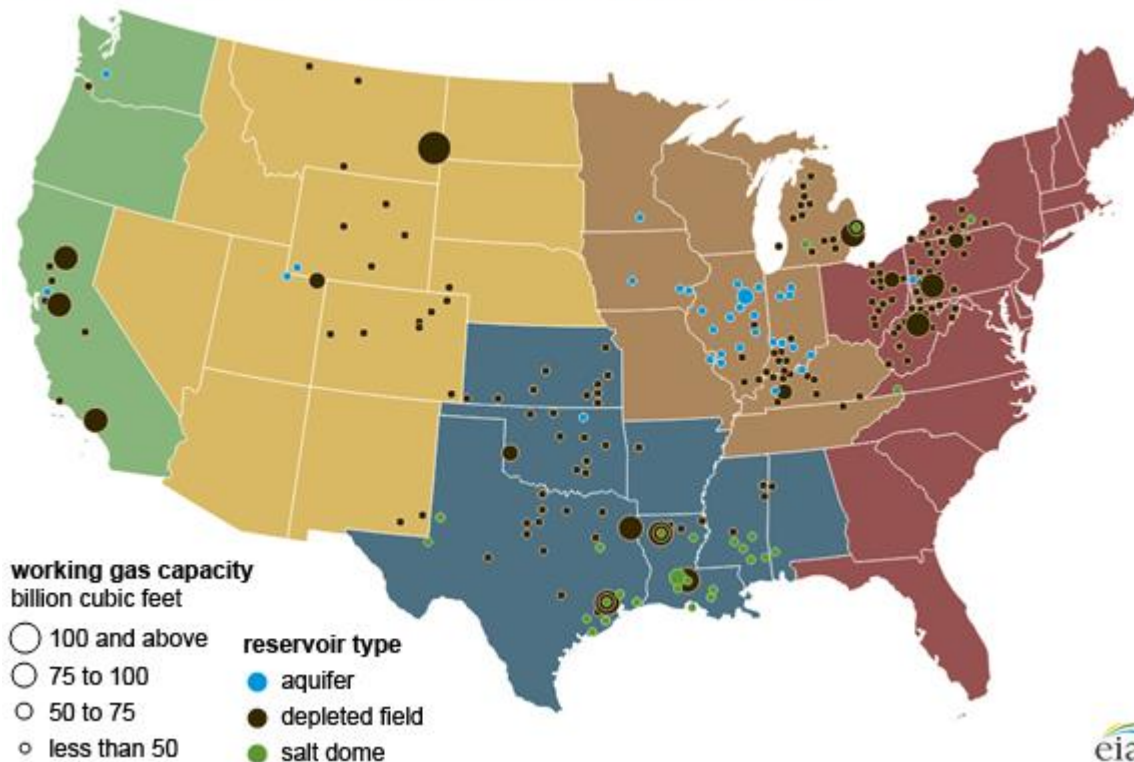 working gas capacity
billion cubic feet
100 and above
75 to 100
50 to 75
less than 50
reservoir type
aquifer
depleted field
salt dome
eia